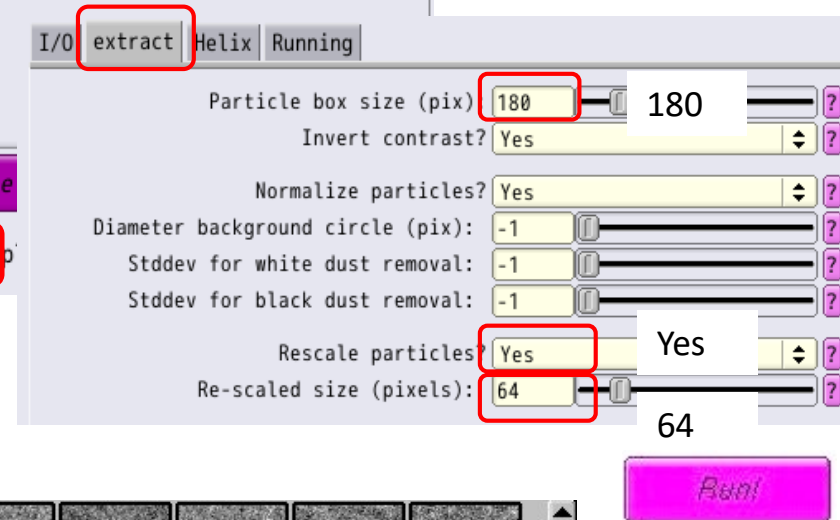 I/O extract Helix Running
Particle box size (pix): 180 180 ?
Invert contrast? Yes ?
Normalize particles? Yes ?
e
Diameter background circle (pix): -1 ?
Stddev for white dust removal: -1 ?
Stddev for black dust removal: -1 ?
Rescale particles? Yes Yes ?
Re-scaled size (pixels): 64 ?
64
Run!